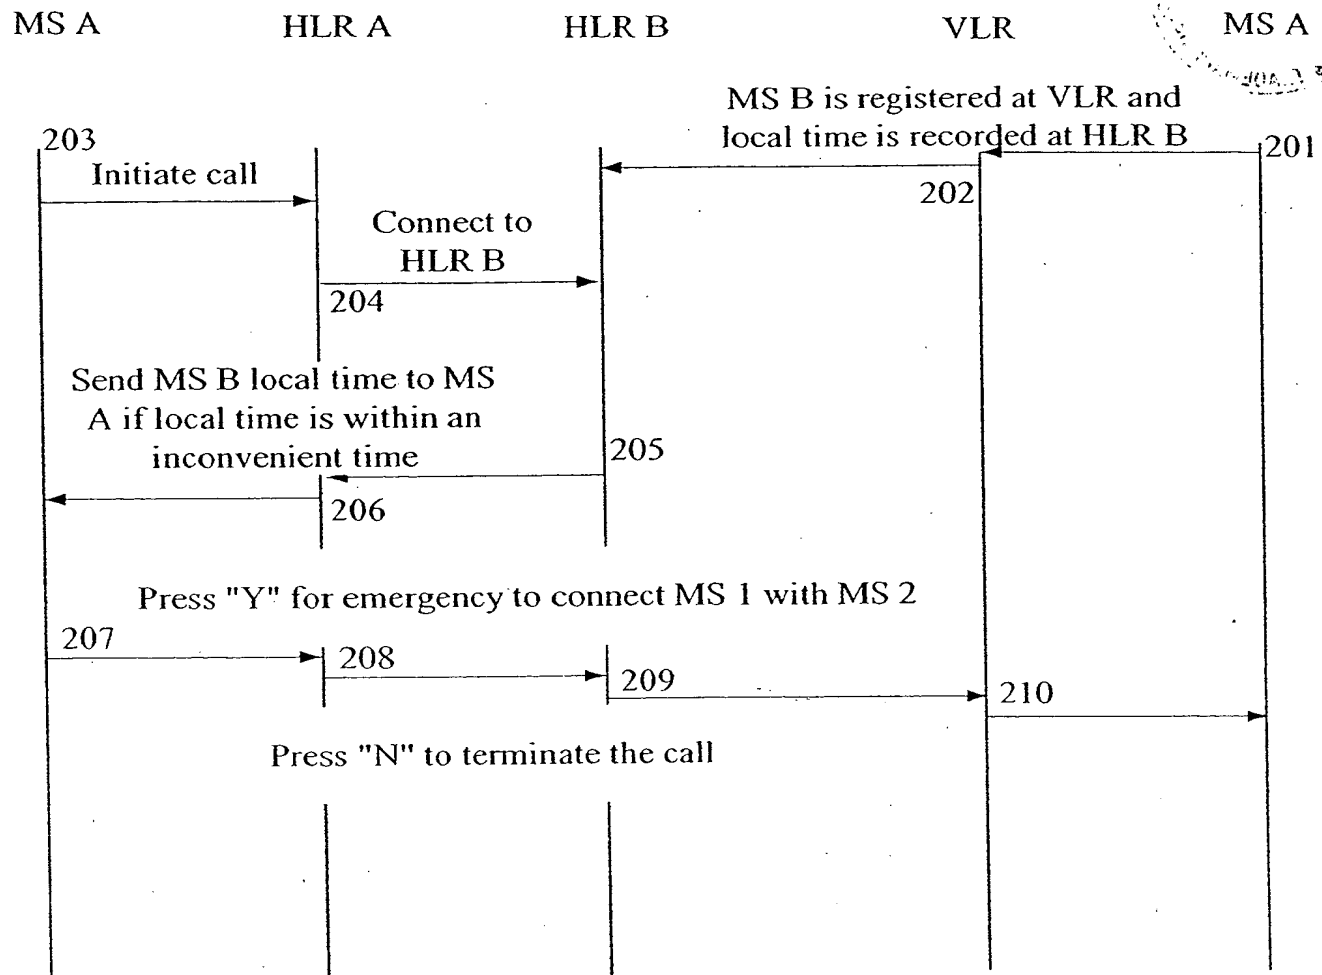 MS A HLR A HLR B VLR MS A
MS B is registered at VLR and
local time is recorded at HLR B
203
201
Initiate call
202
Connect to
HLR B
204
Send MS B local time to MS
A if local time is within an
inconvenient time
205
206
Press "Y" for emergency to connect MS 1 with MS 2
207
208
209
210
Press "N" to terminate the call